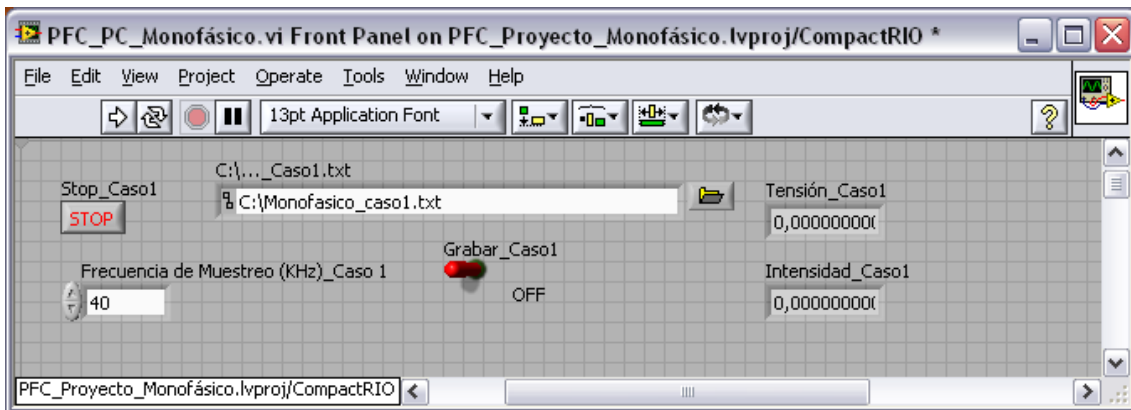 PFC_PC_Monofásico.vi Front Panel on PFC_Proyecto_Monofásico.lvproj/CompactRIO *
File Edit View Project Operate Tools Window Help
13pt Application Font
C:\..._Caso1.txt
Stop_Caso1
C:\Monofasico_caso1.txt
STOP
Tensión_Caso1
0,00000000(
Grabar_Caso1
Frecuencia de Muestreo (KHz)_Caso 1
Intensidad_Caso1
OFF
40
0,00000000(
PFC_Proyecto_Monofásico.lvproj/CompactRIO